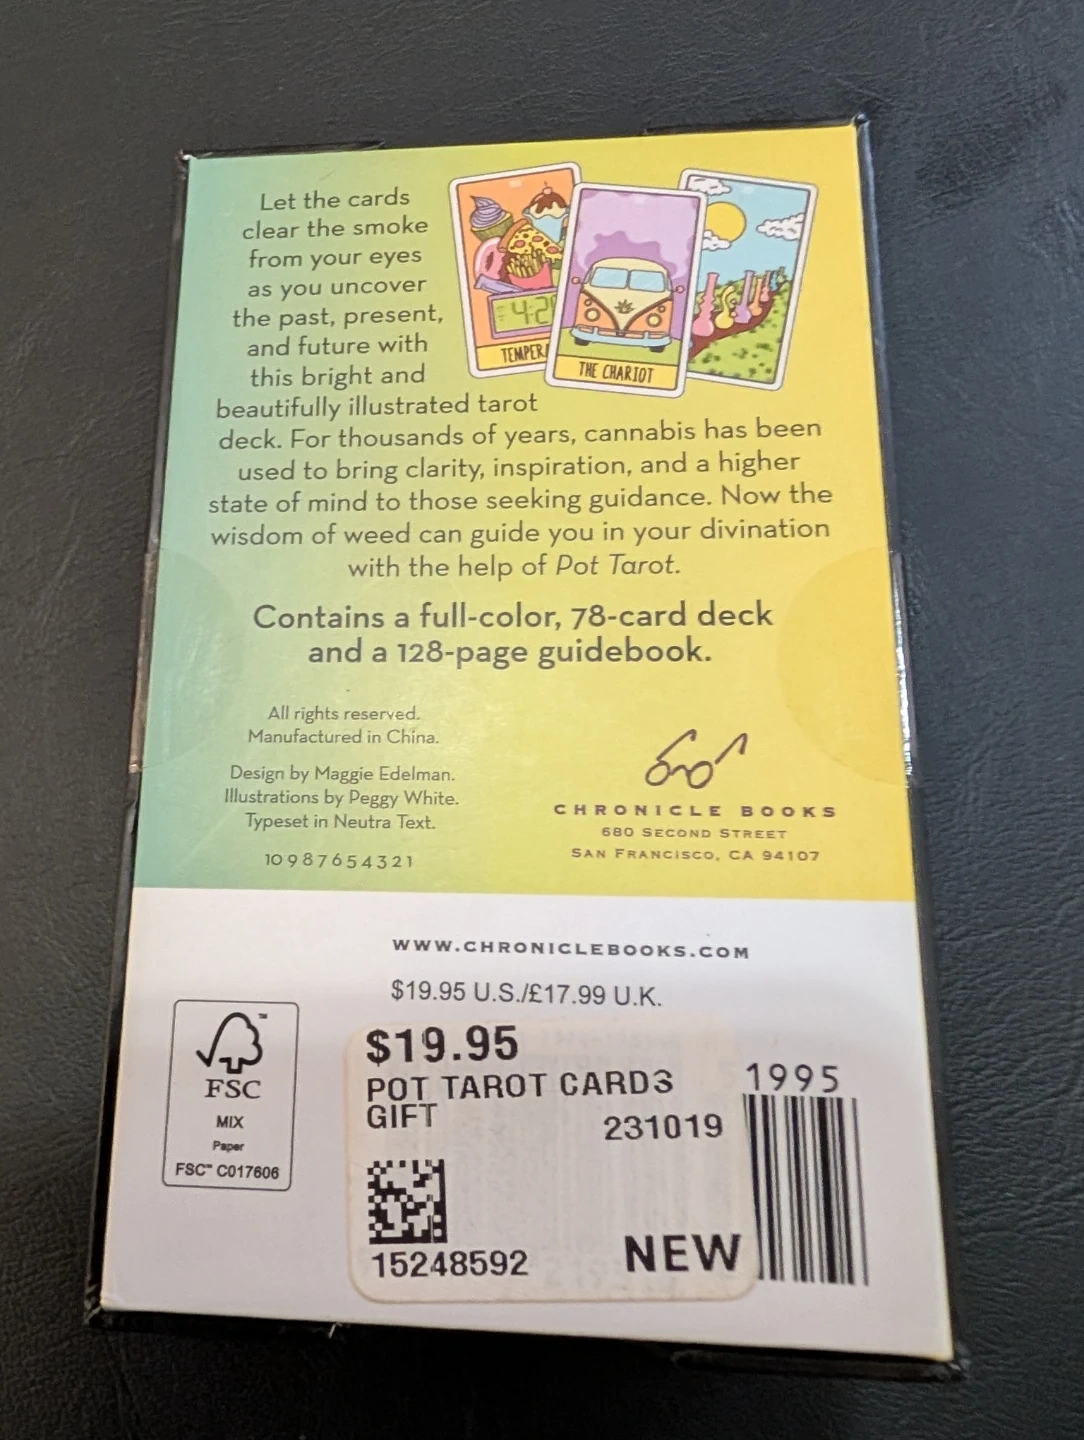 Let the cards
clear the smoke
from your eyes
as you uncover
the past, present,
and future with
this bright and
beautifully illustrated tarot
deck. For thousands of years, cannabis has been
used to bring clarity, inspiration, and a higher
state of mind to those seeking guidance. Now the
wisdom of weed can guide you in your divination
with the help of Pot Tarot.
4:2
TEMPERA
THE CHARIOT
Contains a full-color, 78-card deck
and a 128-page guidebook.
All rights reserved.
Manufactured in China.
Design by Maggie Edelman.
Illustrations by Peggy White.
Typeset in Neutra Text.
10 9 8 7 6 5 4 3 2 1
CHRONICLE BOOKS
680 SECOND STREET
SAN FRANCISCO, CA 94107
WWW.CHRONICLEBOOKS.COM
$19.95 U.S./£17.99 U.K.
FSC™
MIX
Paper
FSC™ C017606
$19.95
POT TAROT CARDS
GIFT
231019
15248592
NEW
1995